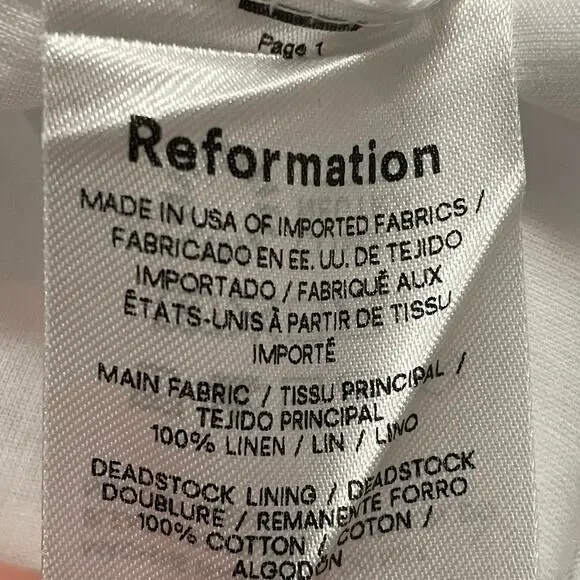 Page 1
Reformation
MADE IN USA OF IMPORTED FABRICS /
FABRICADO EN EE. UU. DE TEJIDO
IMPORTADO / FABRIQUÉ AUX
ÉTATS-UNIS À PARTIR DE TISSU
IMPORTÉ
MAIN FABRIC / TISSU PRINCIPAL /
TEJIDO PRINCIPAL
100% LINEN / LIN / LINO
DEADSTOCK LINING / DEADSTOCK
DOUBLURE / REMANENTE FORRO
100% COTTON / COTON /
ALGODÓN